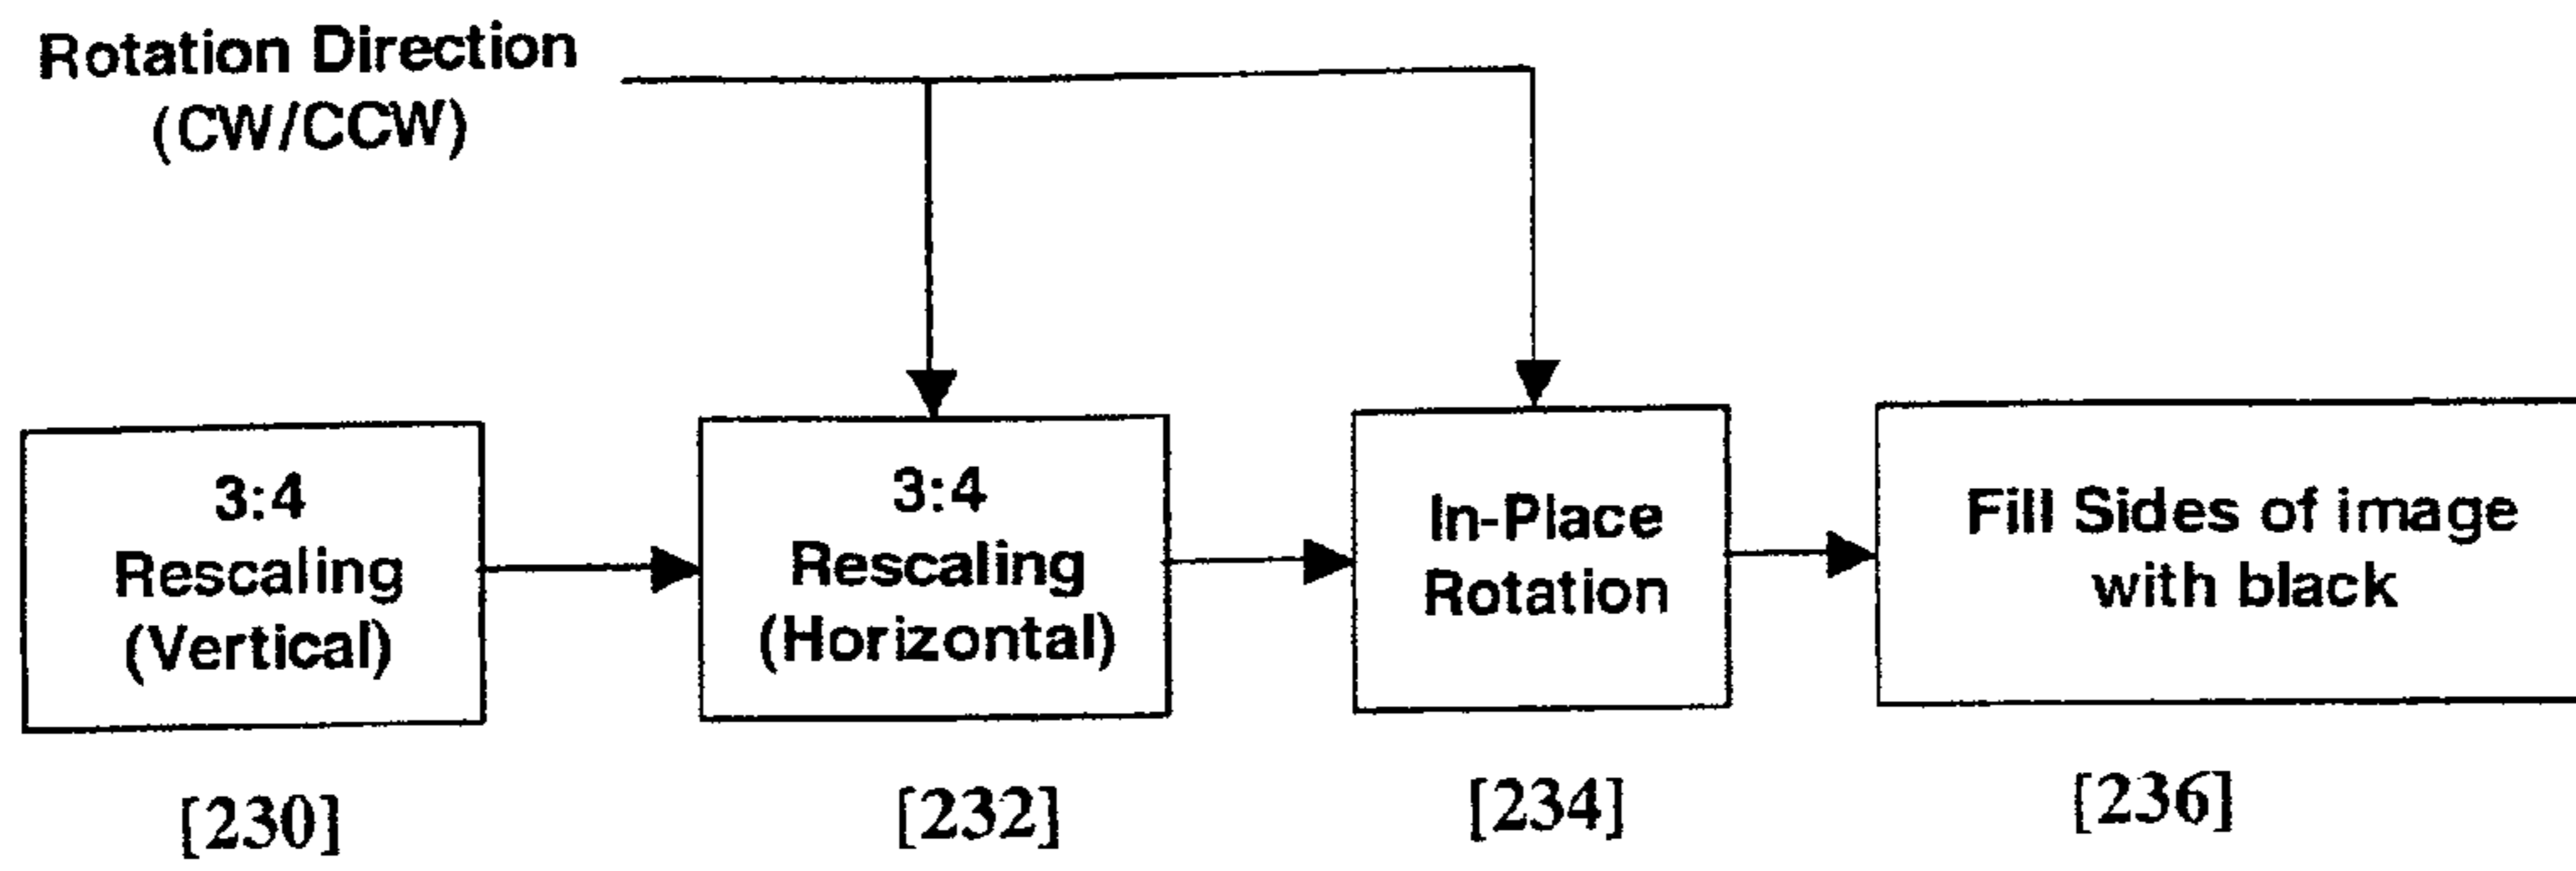 Rotation Direction
(CW/CCW)
3:4
Rescaling
(Vertical)
3:4
Rescaling
(Horizontal)
In-Place
Rotation
Fill Sides of image
with black
[230]
[232]
[234]
[236]